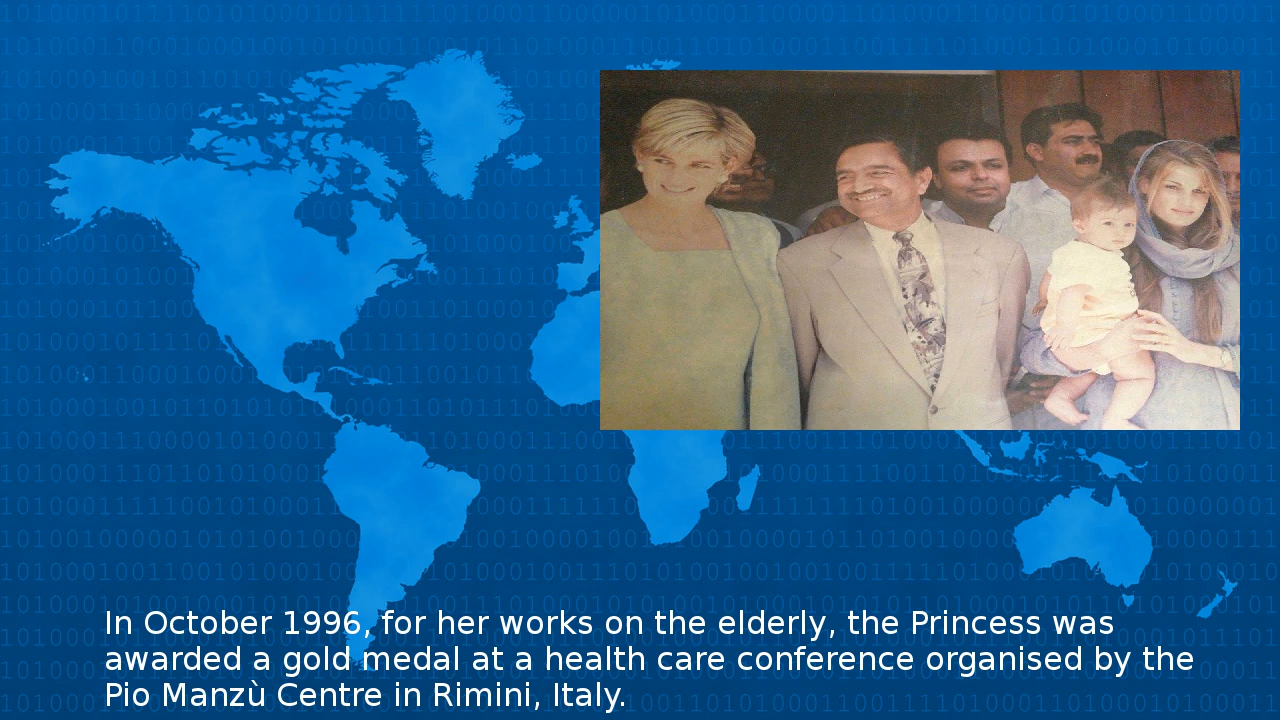 In October 1996, for her works on the elderly, the Princess was
awarded a gold medal at a health care conference organised by the
Pio Manzù Centre in Rimini, Italy.